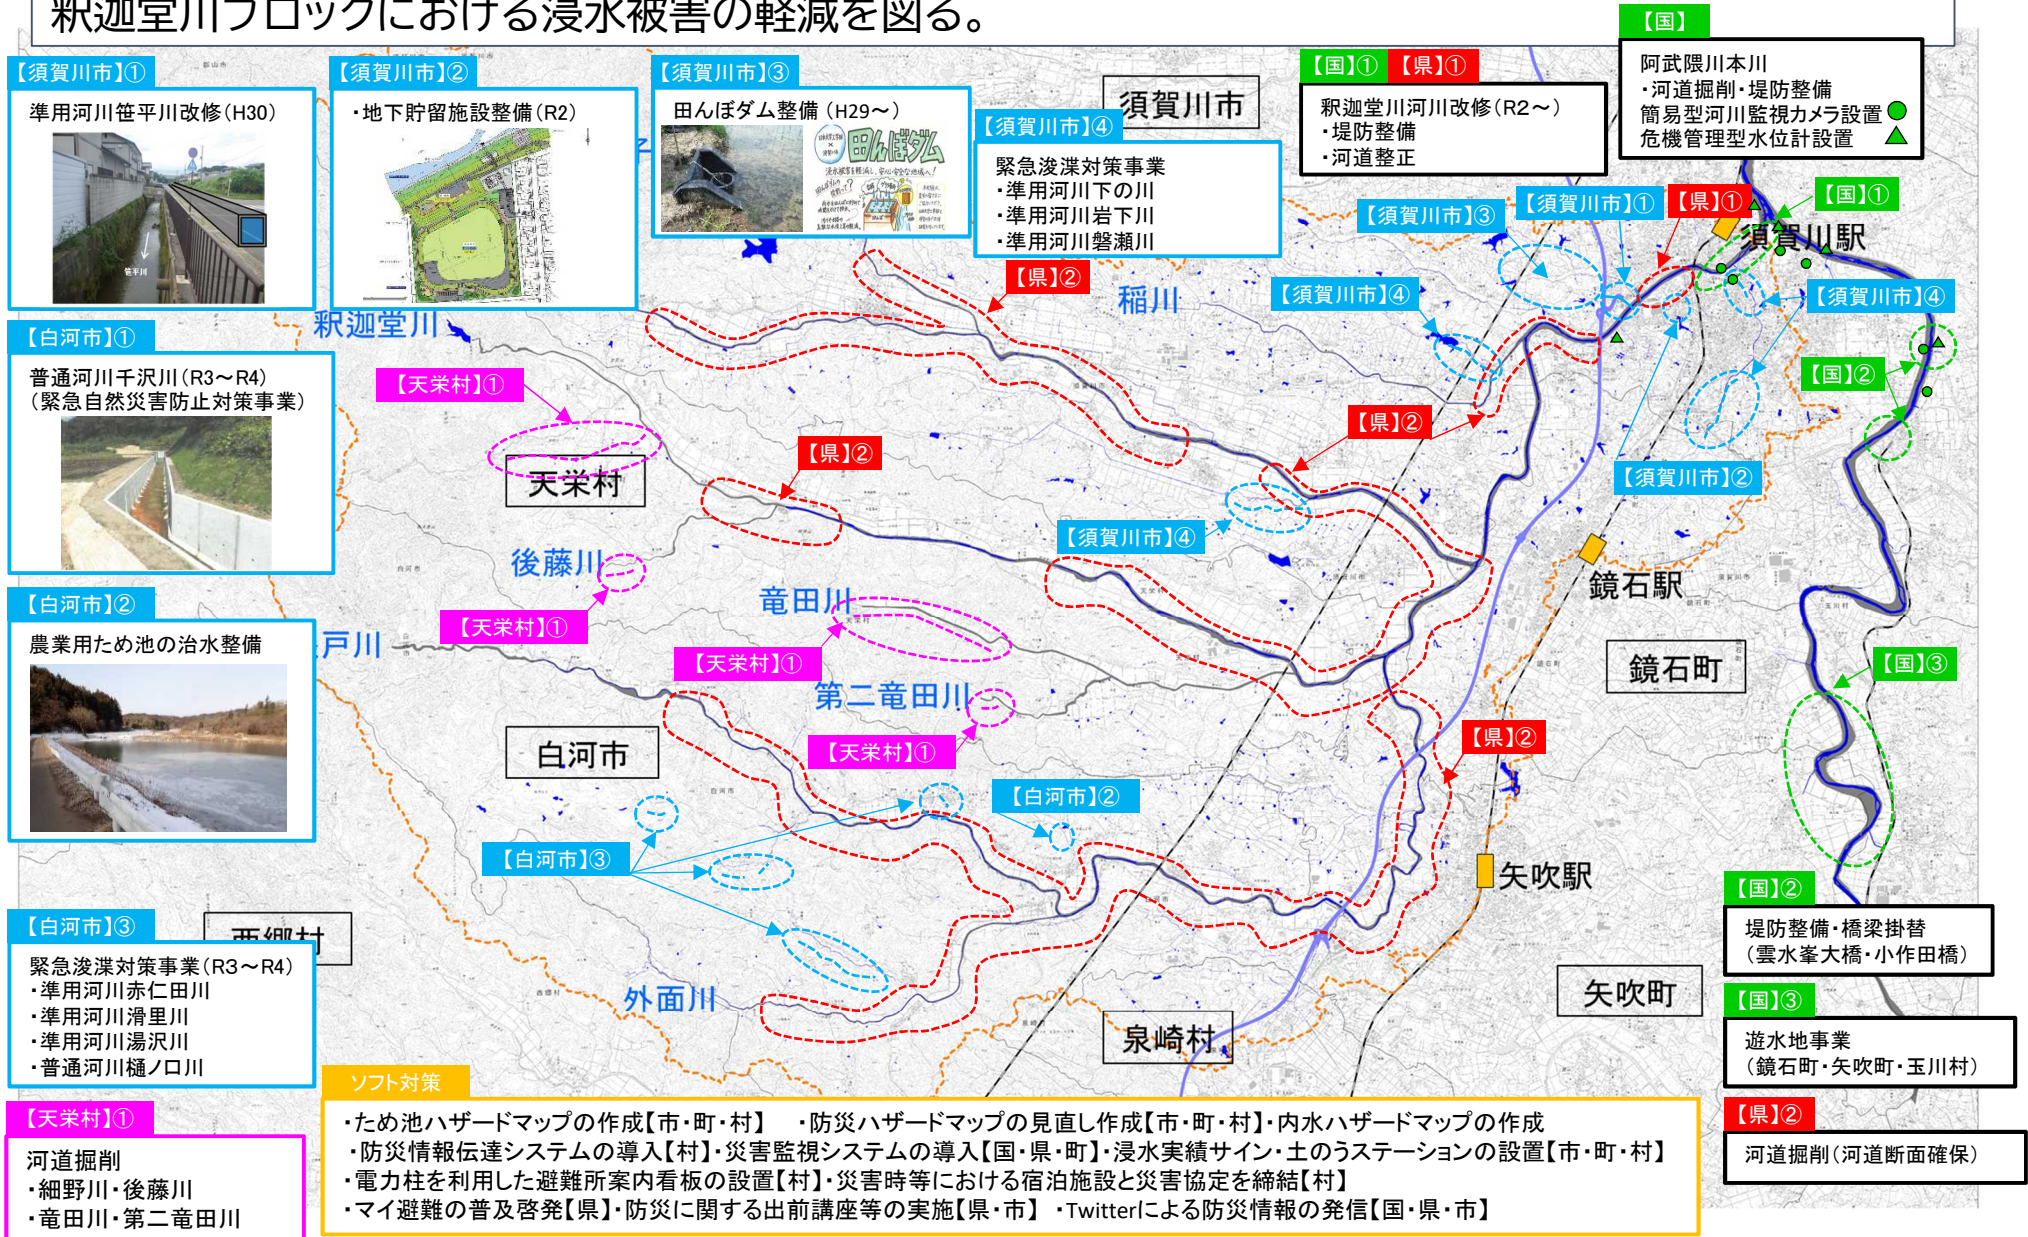 釈迦堂川ブロックにおける浸水被害の軽減を図る。
【須賀川市】①
準用河川笹平川改修(H30)
笹平川
【須賀川市】②
・地下貯留施設整備(R2)
【須賀川市】③
田んぼダム整備(H29～)
田んぼダム
【須賀川市】④
緊急浚渫対策事業
・準用河川下の川
・準用河川岩下川
・準用河川磐瀬川
須賀川市
【国】①
【県】①
釈迦堂川河川改修(R2～)
・堤防整備
・河道整正
【国】
阿武隈川本川
・河道掘削・堤防整備
簡易型河川監視カメラ設置
危機管理型水位計設置
【須賀川市】③
【須賀川市】①
【県】①
【国】①
須賀川駅
【県】②
稲川
【須賀川市】④
【須賀川市】④
釈迦堂川
【白河市】①
普通河川千沢川(R3～R4)
(緊急自然災害防止対策事業)
【天栄村】①
【国】②
【県】②
【県】②
天栄村
【須賀川市】②
【須賀川市】④
後藤川
【天栄村】①
竜田川
鏡石駅
【白河市】②
農業用ため池の治水整備
戸川
【天栄村】①
鏡石町
【国】③
第二竜田川
【天栄村】①
白河市
【県】②
【白河市】②
【白河市】③
矢吹駅
【国】②
堤防整備・橋梁掛替
(雲水峯大橋・小作田橋)
【白河市】③
緊急浚渫対策事業(R3～R4)
・準用河川赤仁田川
・準用河川滑里川
・準用河川湯沢川
・普通河川樋ノ口川
西郷村
外面川
泉崎村
矢吹町
【国】③
遊水地事業
(鏡石町・矢吹町・玉川村)
【県】②
河道掘削(河道断面確保)
【天栄村】①
河道掘削
・細野川・後藤川
・竜田川・第二竜田川
ソフト対策
・ため池ハザードマップの作成【市・町・村】 ・防災ハザードマップの見直し作成【市・町・村】・内水ハザードマップの作成
・防災情報伝達システムの導入【村】・災害監視システムの導入【国・県・町】・浸水実績サイン・土のうステーションの設置【市・町・村】
・電力柱を利用した避難所案内看板の設置【村】・災害時等における宿泊施設と災害協定を締結【村】
・マイ避難の普及啓発【県】・防災に関する出前講座等の実施【県・市】 ・Twitterによる防災情報の発信【国・県・市】